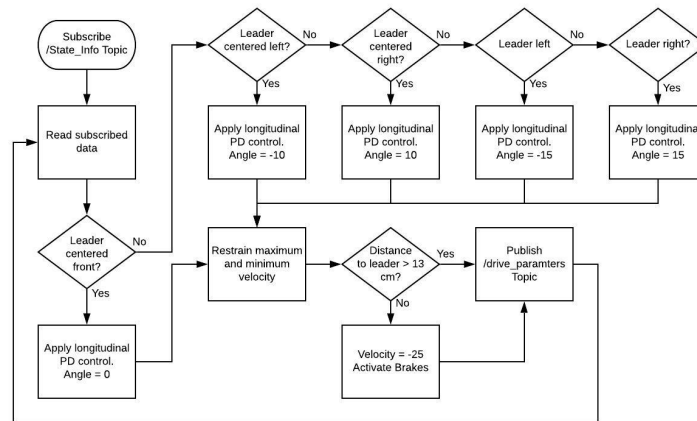 Subscribe
/State_Info Topic
Read subscribed
data
Leader
centered
front?
No
Yes
Apply longitudinal
PD control.
Angle = 0
Leader
centered left?
No
Yes
Apply longitudinal
PD control.
Angle = -10
Leader
centered
right?
No
Yes
Apply longitudinal
PD control.
Angle = 10
Leader left
No
Yes
Apply longitudinal
PD control.
Angle = -15
Leader right?
Yes
Apply longitudinal
PD control.
Angle = 15
Restrain maximum
and minimum
velocity
Distance
to leader > 13
cm?
Yes
No
Velocity = -25
Activate Brakes
Publish
/drive_paramters
Topic